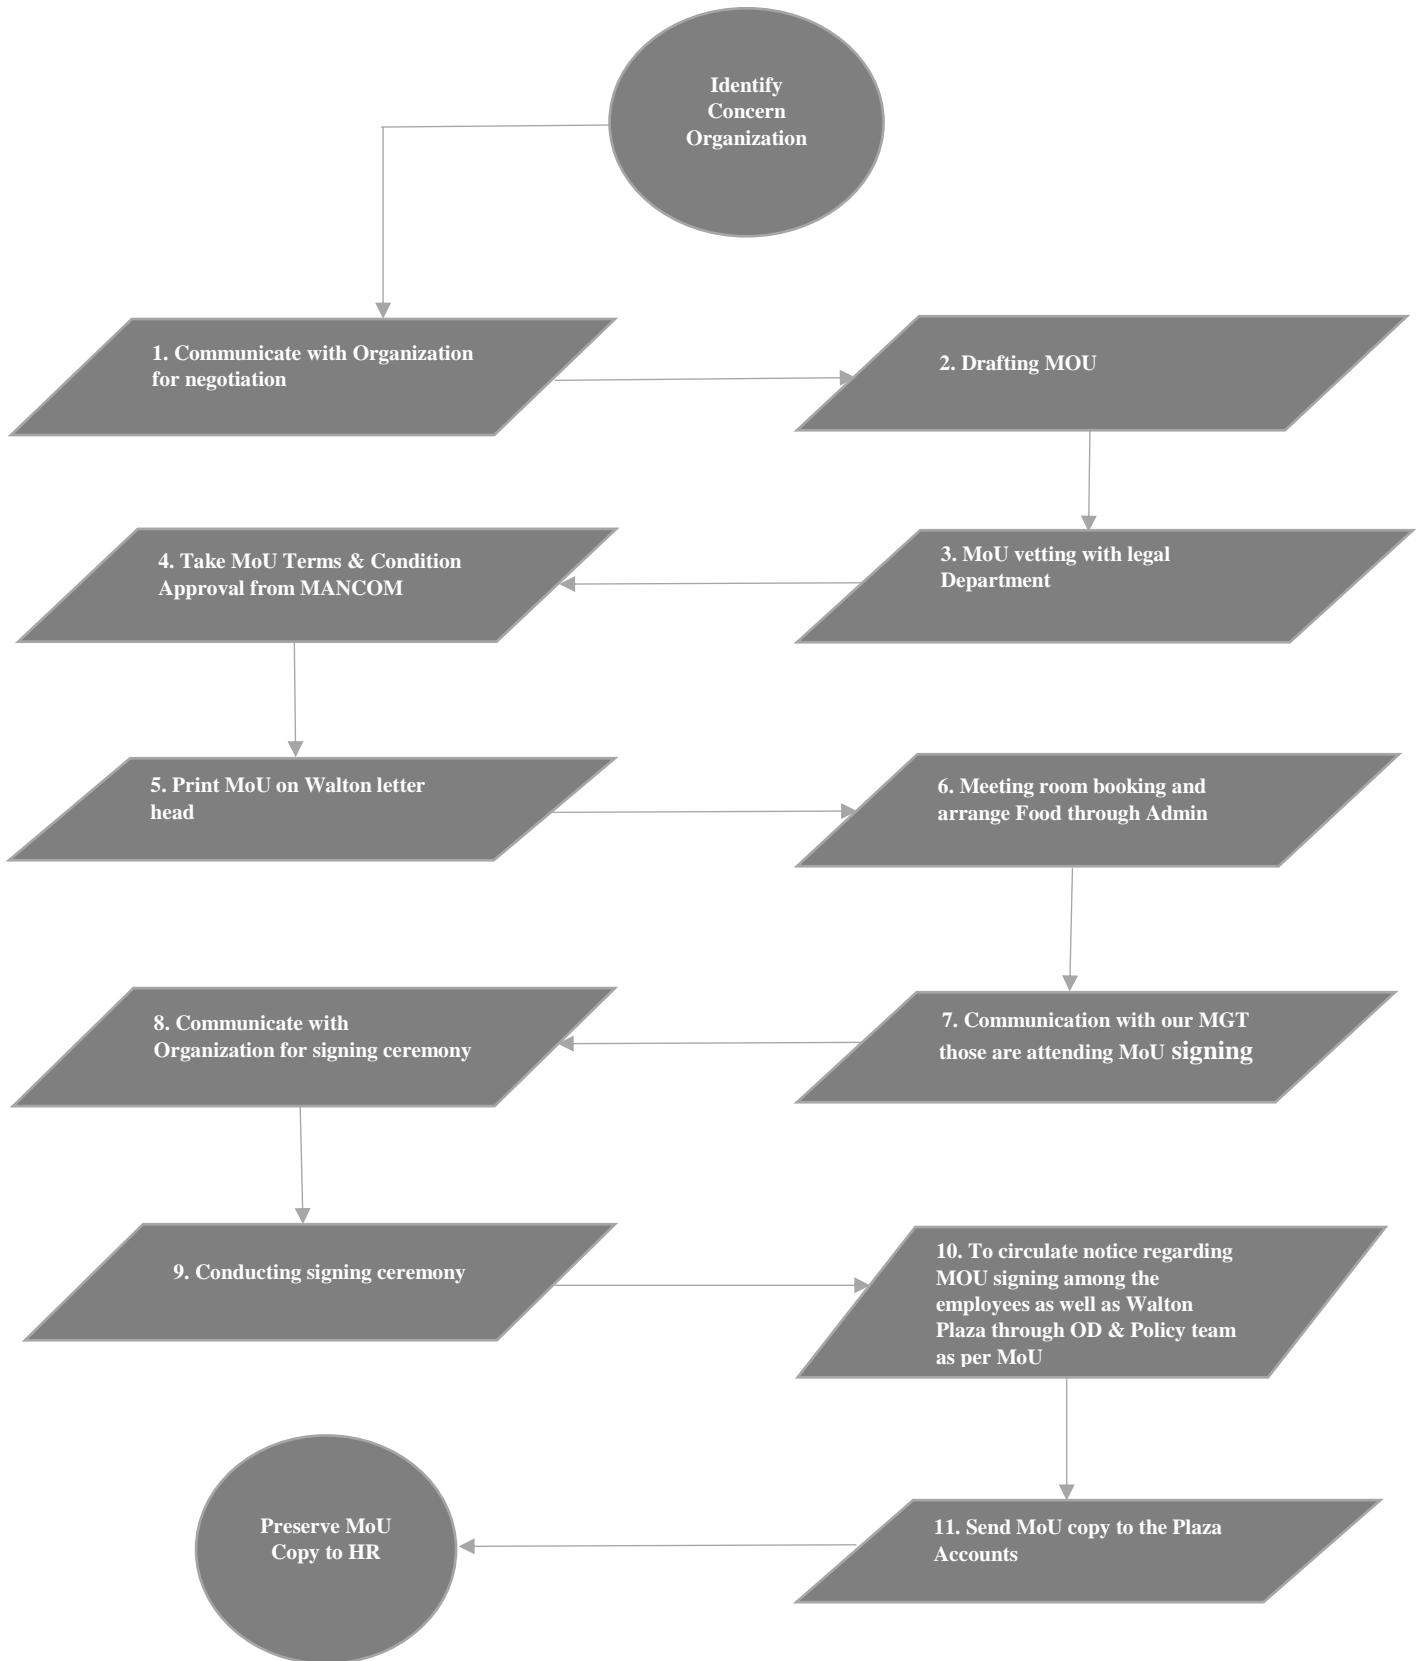 Identify
Concern
Organization
1. Communicate with Organization
for negotiation
2. Drafting MOU
3. MoU vetting with legal
Department
4. Take MoU Terms & Condition
Approval from MANCOM
5. Print MoU on Walton letter
head
6. Meeting room booking and
arrange Food through Admin
7. Communication with our MGT
those are attending MoU signing
8. Communicate with
Organization for signing ceremony
9. Conducting signing ceremony
10. To circulate notice regarding
MOU signing among the
employees as well as Walton
Plaza through OD & Policy team
as per MoU
11. Send MoU copy to the Plaza
Accounts
Preserve MoU
Copy to HR